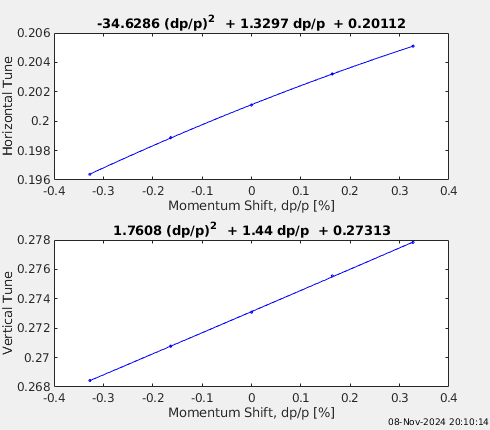 -34.6286 (dp/p)² + 1.3297 dp/p + 0.20112
0.206
0.204
0.202
0.2
0.198
0.196
Horizontal Tune
-0.4 -0.3 -0.2 -0.1 0 0.1 0.2 0.3 0.4
Momentum Shift, dp/p [%]
1.7608 (dp/p)² + 1.44 dp/p + 0.27313
0.278
0.276
0.274
0.272
0.27
0.268
Vertical Tune
-0.4 -0.3 -0.2 -0.1 0 0.1 0.2 0.3 0.4
Momentum Shift, dp/p [%]
08-Nov-2024 20:10:14